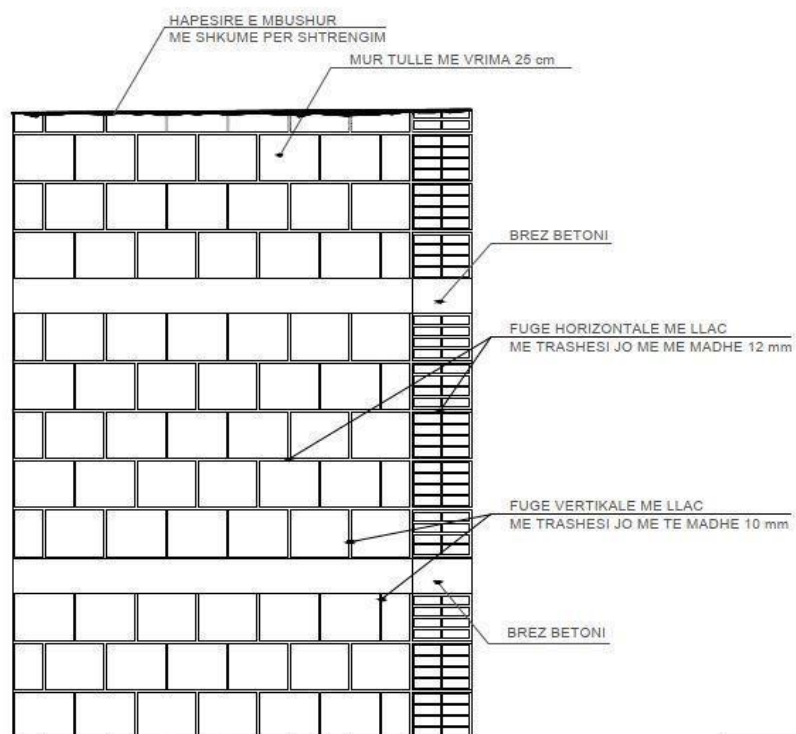 HAPESIRE E MBUSHUR
ME SHKUME PER SHTRENGIM
MUR TULLE ME VRIMA 25 cm
BREZ BETONI
FUGE HORIZONTALE ME LLAC
ME TRASHESI JO ME ME MADHE 12 mm
FUGE VERTIKALE ME LLAC
ME TRASHESI JO ME TE MADHE 10 mm
BREZ BETONI